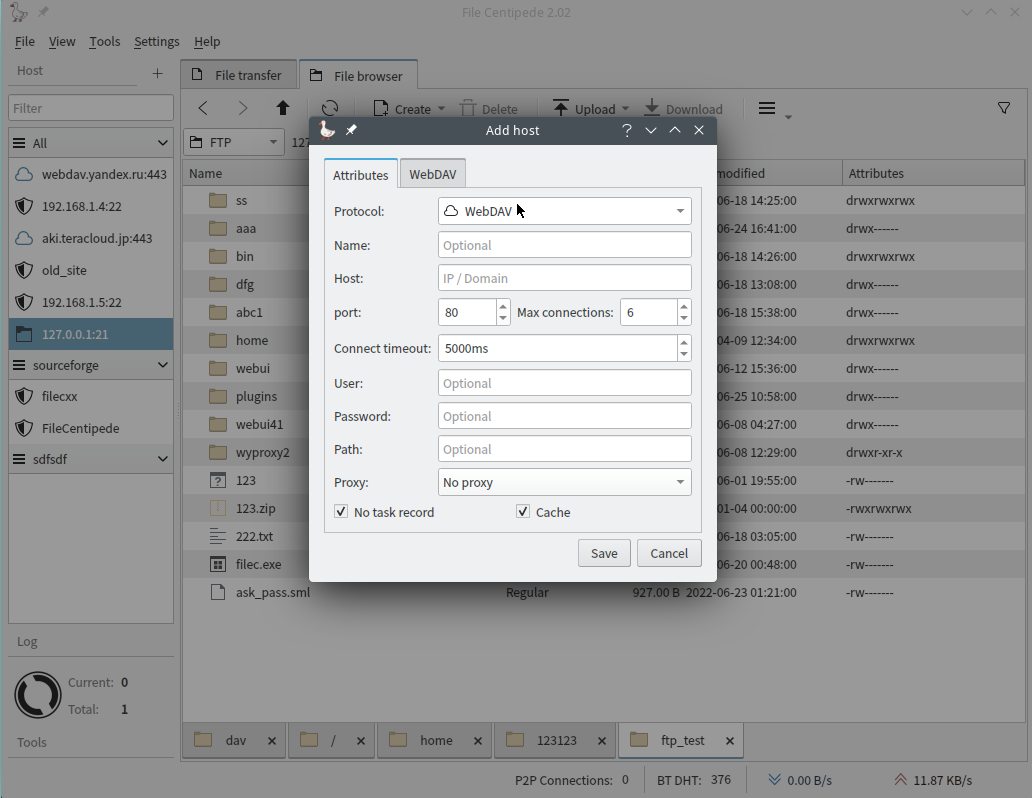 File Centipede 2.02
File View Tools Settings Help
Host
File transfer File browser
Filter
Create Delete Upload Download
All
FTP 127
webdav.yandex.ru:443
192.168.1.4:22
aki.teracloud.jp:443
old_site
192.168.1.5:22
127.0.0.1:21
sourceforge
filecxx
FileCentipede
sdfsdf
Name modified Attributes
ss 06-18 14:25:00 drwxrwxrwx
aaa 06-24 16:41:00 drwx------
bin 06-18 14:26:00 drwxrwxrwx
dfg 06-18 13:08:00 drwx------
abc1 06-18 15:38:00 drwx------
home 04-09 12:34:00 drwxrwxrwx
webui 06-12 15:36:00 drwx------
plugins 06-25 10:58:00 drwx------
webui41 06-08 04:27:00 drwx------
wyproxy2 06-08 12:29:00 drwxr-xr-x
123 06-01 19:55:00 -rw-------
123.zip 01-04 00:00:00 -rwxrwxrwx
222.txt 06-18 03:05:00 -rw-------
filec.exe 06-20 00:48:00 -rw-------
ask_pass.sml Regular 927.00 B 2022-06-23 01:21:00 -rw-------
Add host
Attributes WebDAV
Protocol: WebDAV
Name: Optional
Host: IP / Domain
port: 80 Max connections: 6
Connect timeout: 5000ms
User: Optional
Password: Optional
Path: Optional
Proxy: No proxy
No task record Cache
Save Cancel
Log
Current: 0
Total: 1
Tools
dav / home 123123 ftp_test
P2P Connections: 0 BT DHT: 376 0.00 B/s 11.87 KB/s